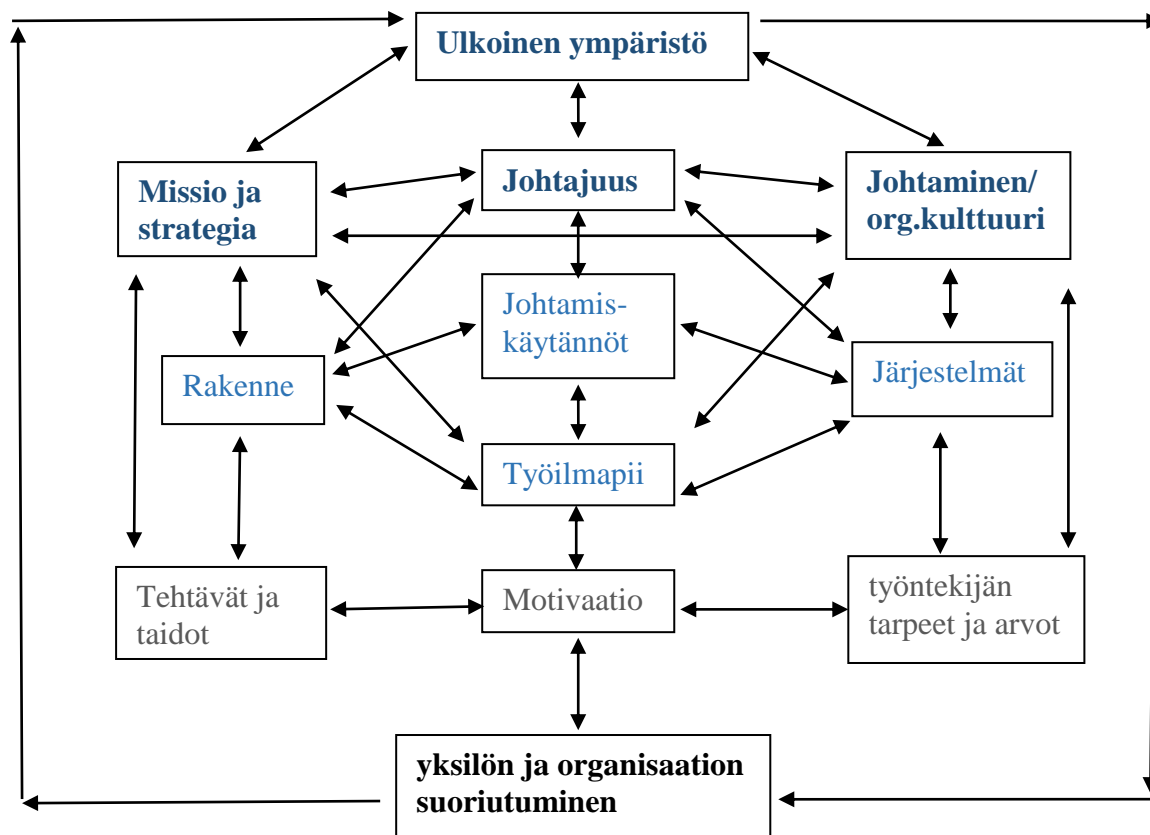 Ulkoinen ympäristö
Missio ja
strategia
Johtajuus
Johtaminen/
org.kulttuuri
Johtamis-
käytännöt
Rakenne
Järjestelmät
Työilmapii
Tehtävät ja
taidot
Motivaatio
työntekijän
tarpeet ja arvot
yksilön ja organisaation
suoriutuminen